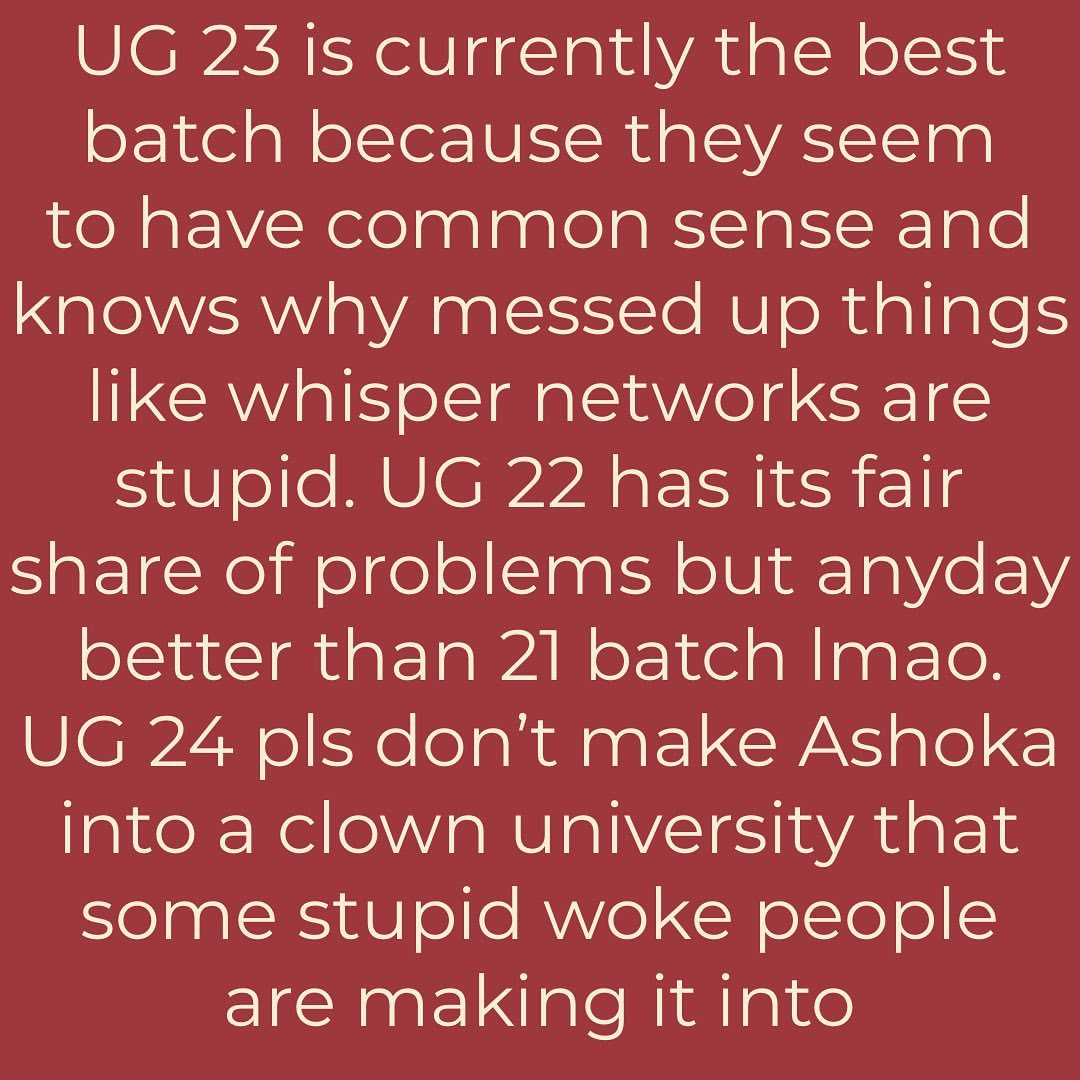 UG 23 is currently the best
batch because they seem
to have common sense and
knows why messed up things
like whisper networks are
stupid. UG 22 has its fair
share of problems but anyday
better than 21 batch lmao.
UG 24 pls don’t make Ashoka
into a clown university that
some stupid woke people
are making it into